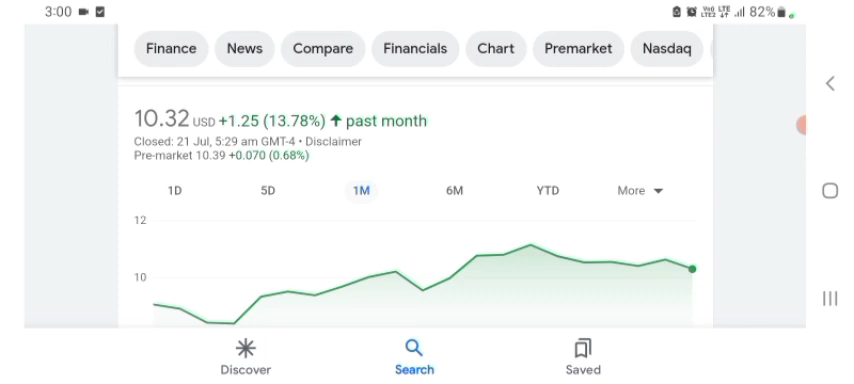 3:00 82%
Finance News Compare Financials Chart Premarket Nasdaq
10.32 USD +1.25 (13.78%) ↑ past month
Closed: 21 Jul, 5:29 am GMT-4 • Disclaimer
Pre-market 10.39 +0.070 (0.68%)
1D 5D 1M 6M YTD More
12
10
Discover Search Saved